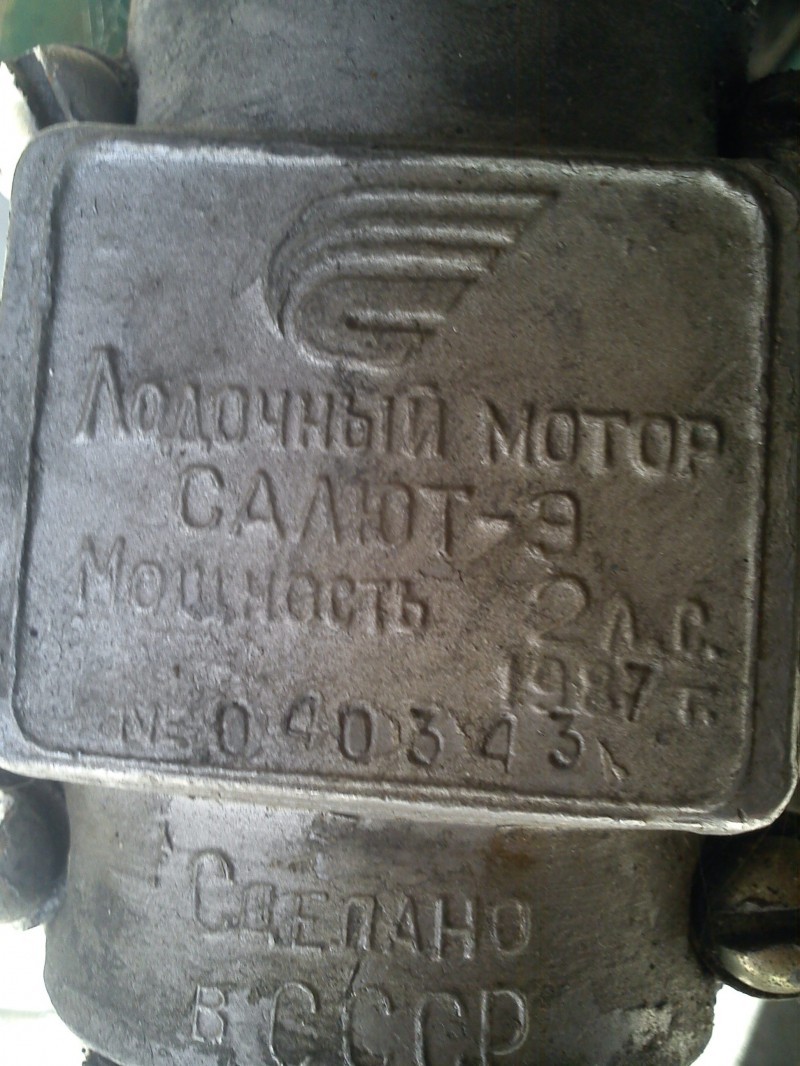 Лодочный мотор
САЛЮТ-Э
Мощность 2 л.с.
1987 г.
№ 040343
Сделано
в СССР